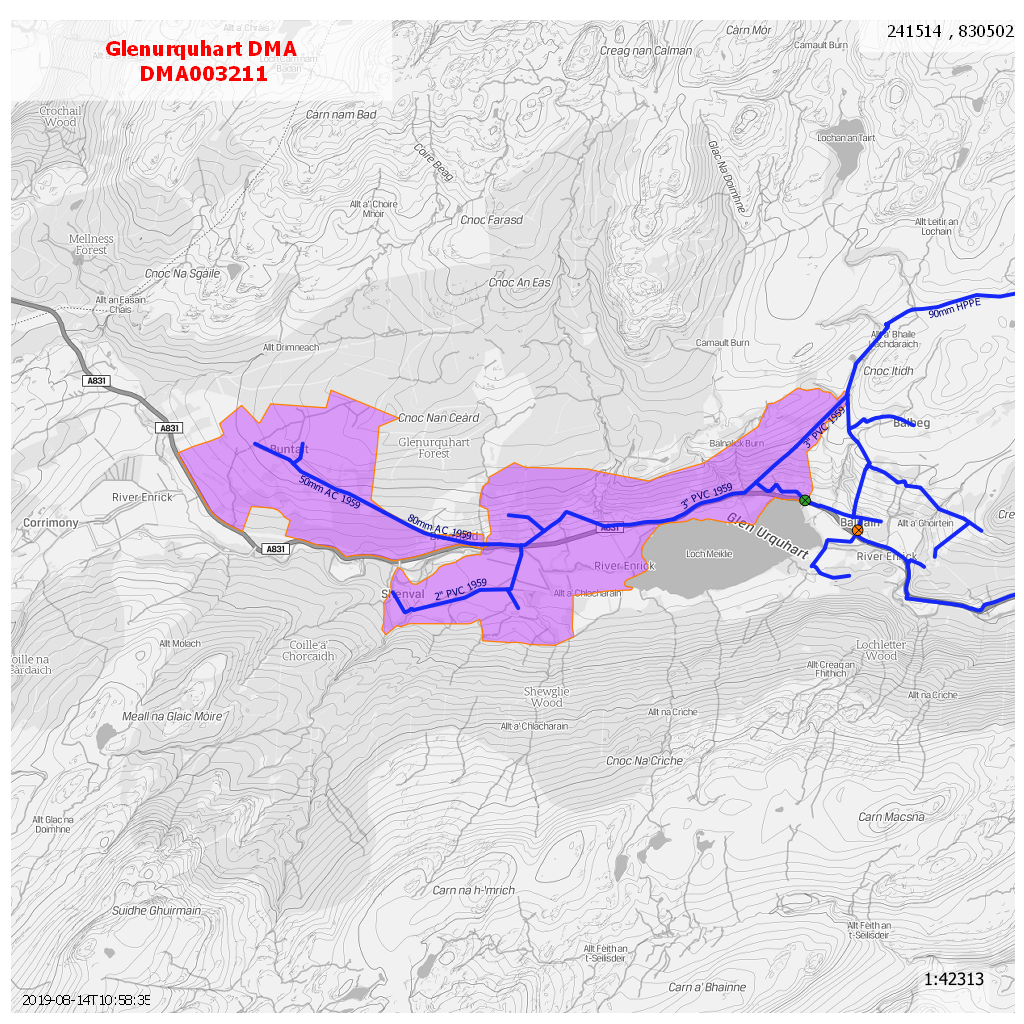 Glenurquhart DMA
DMA003211
241514 , 830502
Carn Mòr
Camault Burn
Creag nan Calman
Crochail
Wood
Carn nam Bad
Lochan an Tairt
Coire Beag
Glac Na Doimhne
Allt a' Choire
Mhòir
Cnoc Farasd
Allt Leitir an
Lochain
Mellness
Forest
Cnoc Na Sgaile
Cnoc An Eas
Allt an Easain
Chais
90mm HPPE
Allt a' Bhaile
Lochdaraich
Camault Burn
Allt Drimneach
Cnoc Itidh
A831
A831
Cnoc Nan Ceàrd
Glenurquhart
Forest
3" PVC 1959
Balbeg
Balnalick Burn
Buntait
50mm AC 1959
River Enrick
3" PVC 1959
Corrimony
80mm AC 1959
A831
Glen Urquhart
Balnain
Allt a' Ghoirtein
A831
Loch Meikle
River Enrick
River Enrick
Shenval
2" PVC 1959
Allt a' Chlacharain
Allt Molach
Coille a'
Chorcaidh
Lochletter
Wood
Allt Creag an
Fhithich
Shewglie
Wood
Allt na Criche
Allt na Criche
Meall na Glaic Mòire
Allt a' Chlacharain
Cnoc Na Criche
Allt Glac na
Doimhne
Carn Macsna
Carn na h-Imrich
Suidhe Ghuirmain
Allt Feith an
t-Seilisdeir
Allt Feith an
t-Seilisdeir
1:42313
Carn a' Bhainne
2019-08-14T10:58:35